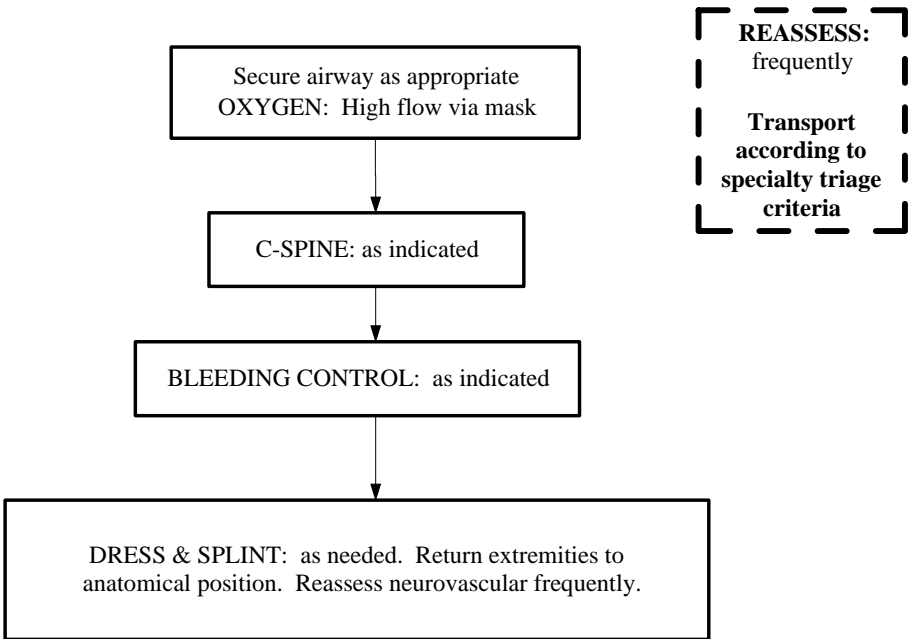 Secure airway as appropriate
OXYGEN:  High flow via mask
REASSESS:
frequently
Transport
according to
specialty triage
criteria
C-SPINE: as indicated
BLEEDING CONTROL:  as indicated
DRESS & SPLINT:  as needed.  Return extremities to
anatomical position.  Reassess neurovascular frequently.